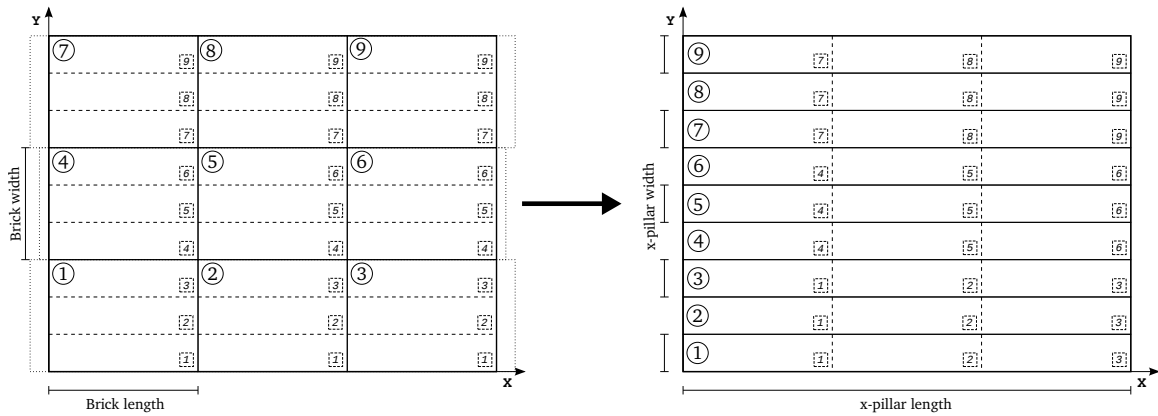 Y
Y
⑦ ⑧ ⑨
9 9 9
8 8 8
7 7 7
④ ⑤ ⑥
6 6 6
5 5 5
4 4 4
① ② ③
3 3 3
2 2 2
1 1 1
X
Brick width
Brick length
⑨ 7 8 9
⑧ 7 8 9
⑦ 7 8 9
⑥ 4 5 6
⑤ 4 5 6
④ 4 5 6
③ 1 2 3
② 1 2 3
① 1 2 3
X
x-pillar width
x-pillar length